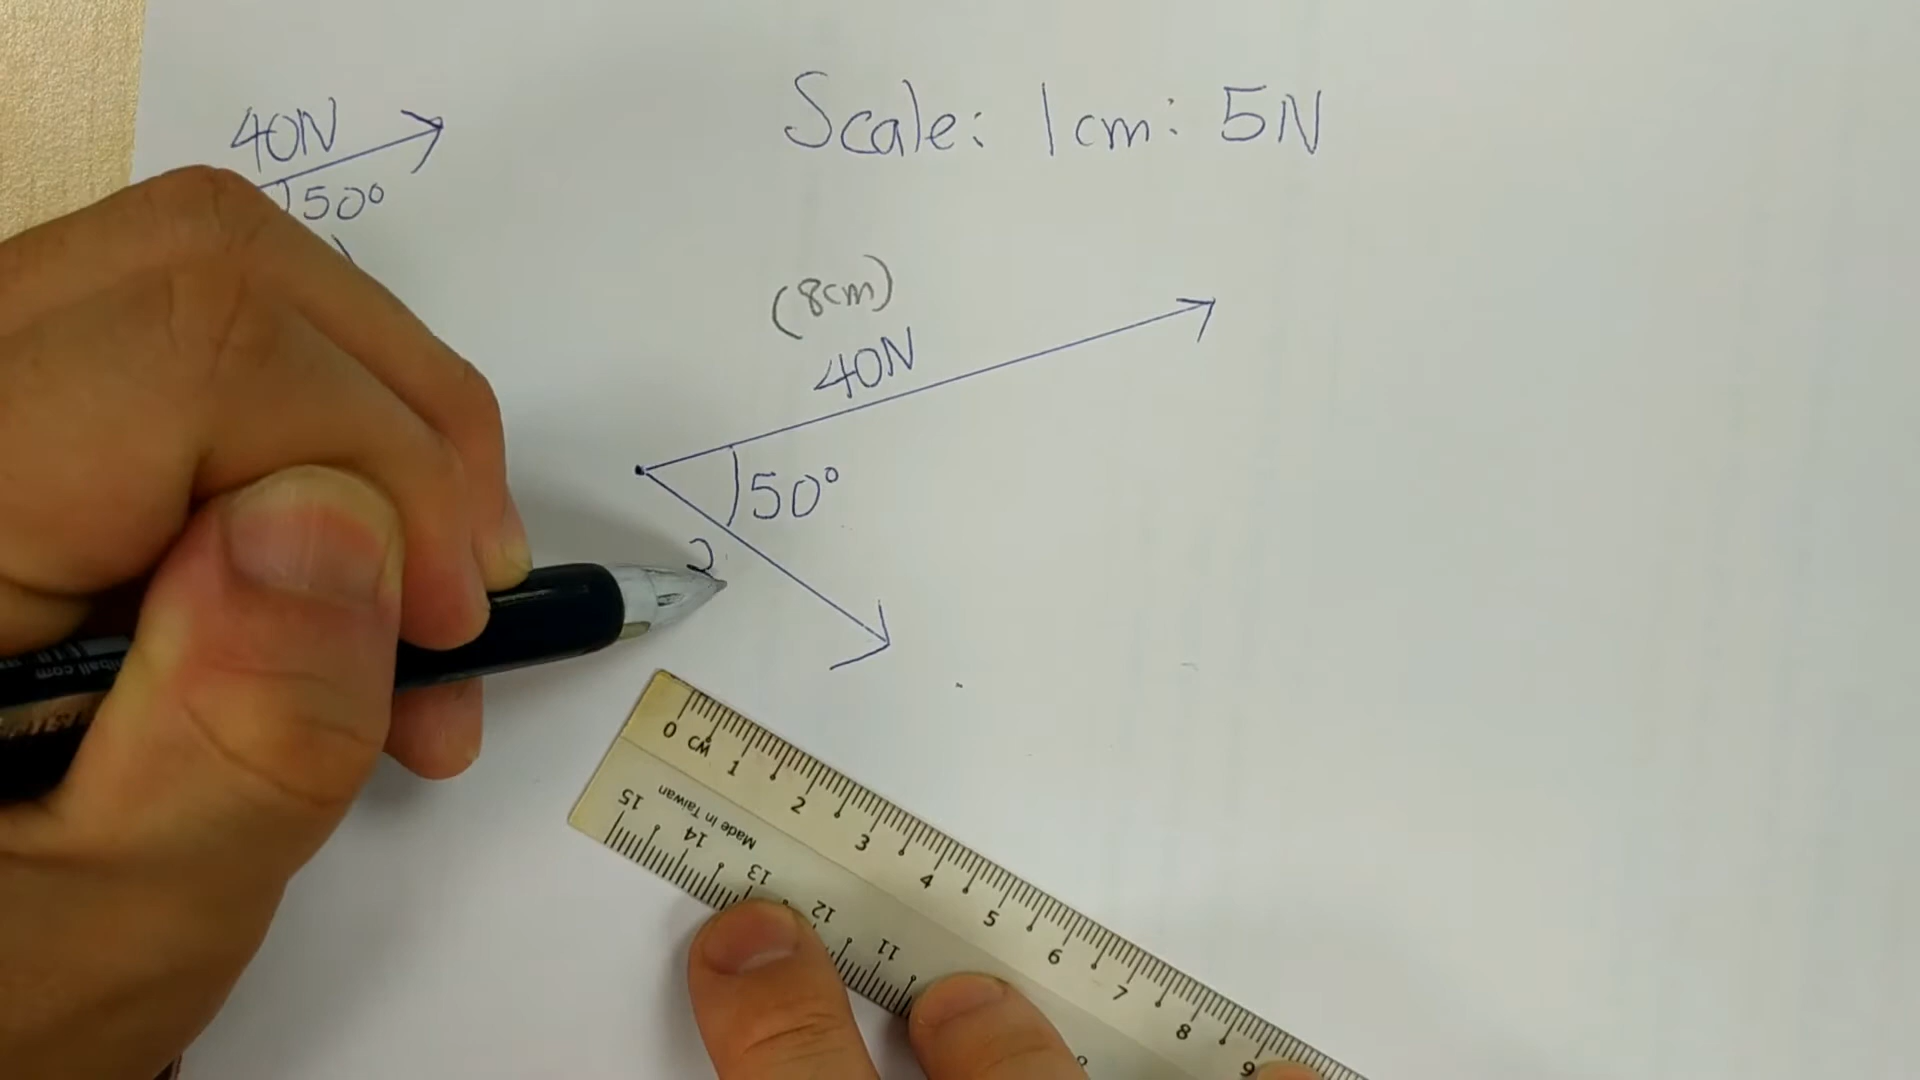 40N
50°
Scale: 1cm: 5N
(8cm)
40N
50°
2
0 cm 1 2 3 4 5 6 7 8 9
15 14 13 12 11
Made in Taiwan